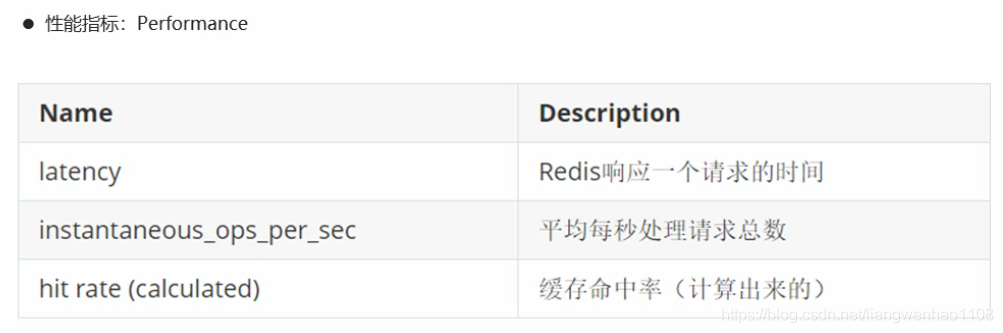 ● 性能指标：Performance
Name Description
latency Redis响应一个请求的时间
instantaneous_ops_per_sec 平均每秒处理请求总数
hit rate (calculated) 缓存命中率（计算出来的）
https://blog.csdn.net/liangwenhao1108